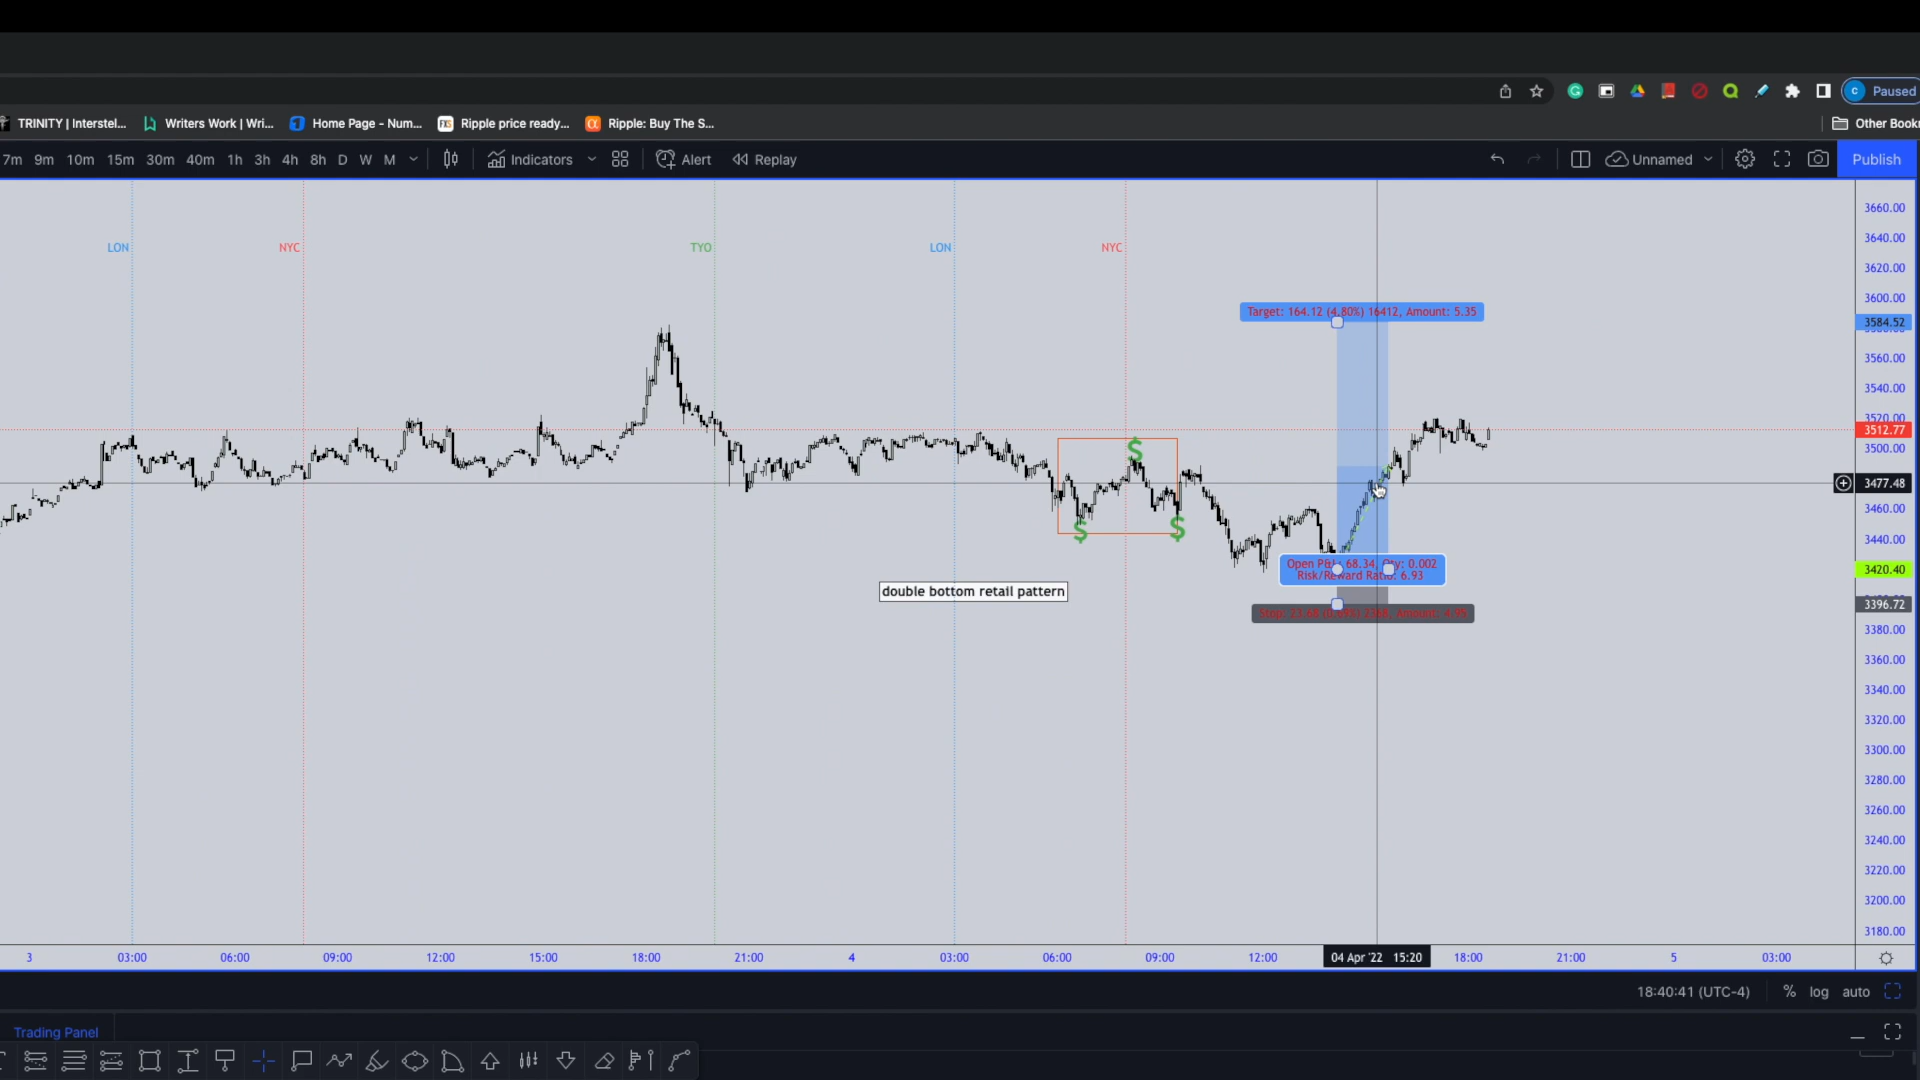 Paused
TRINITY | Interstel...
Writers Work | Wri...
Home Page - Num...
Ripple price ready...
Ripple: Buy The S...
Other Book
7m 9m 10m 15m 30m 40m 1h 3h 4h 8h D W M
Indicators
Alert
Replay
Unnamed
Publish
LON
NYC
TYO
LON
NYC
Target: 164.12 (4.80%) 16412, Amount: 5.35
double bottom retail pattern
Risk/Reward Ratio: 6.93
3660.00
3640.00
3620.00
3600.00
3584.52
3560.00
3540.00
3520.00
3512.77
3500.00
3477.48
3460.00
3440.00
3420.40
3396.72
3380.00
3360.00
3340.00
3320.00
3300.00
3280.00
3260.00
3240.00
3220.00
3200.00
3180.00
3 03:00 06:00 09:00 12:00 15:00 18:00 21:00 4 03:00 06:00 09:00 12:00 04 Apr '22 15:20 18:00 21:00 5 03:00
18:40:41 (UTC-4) % log auto
Trading Panel